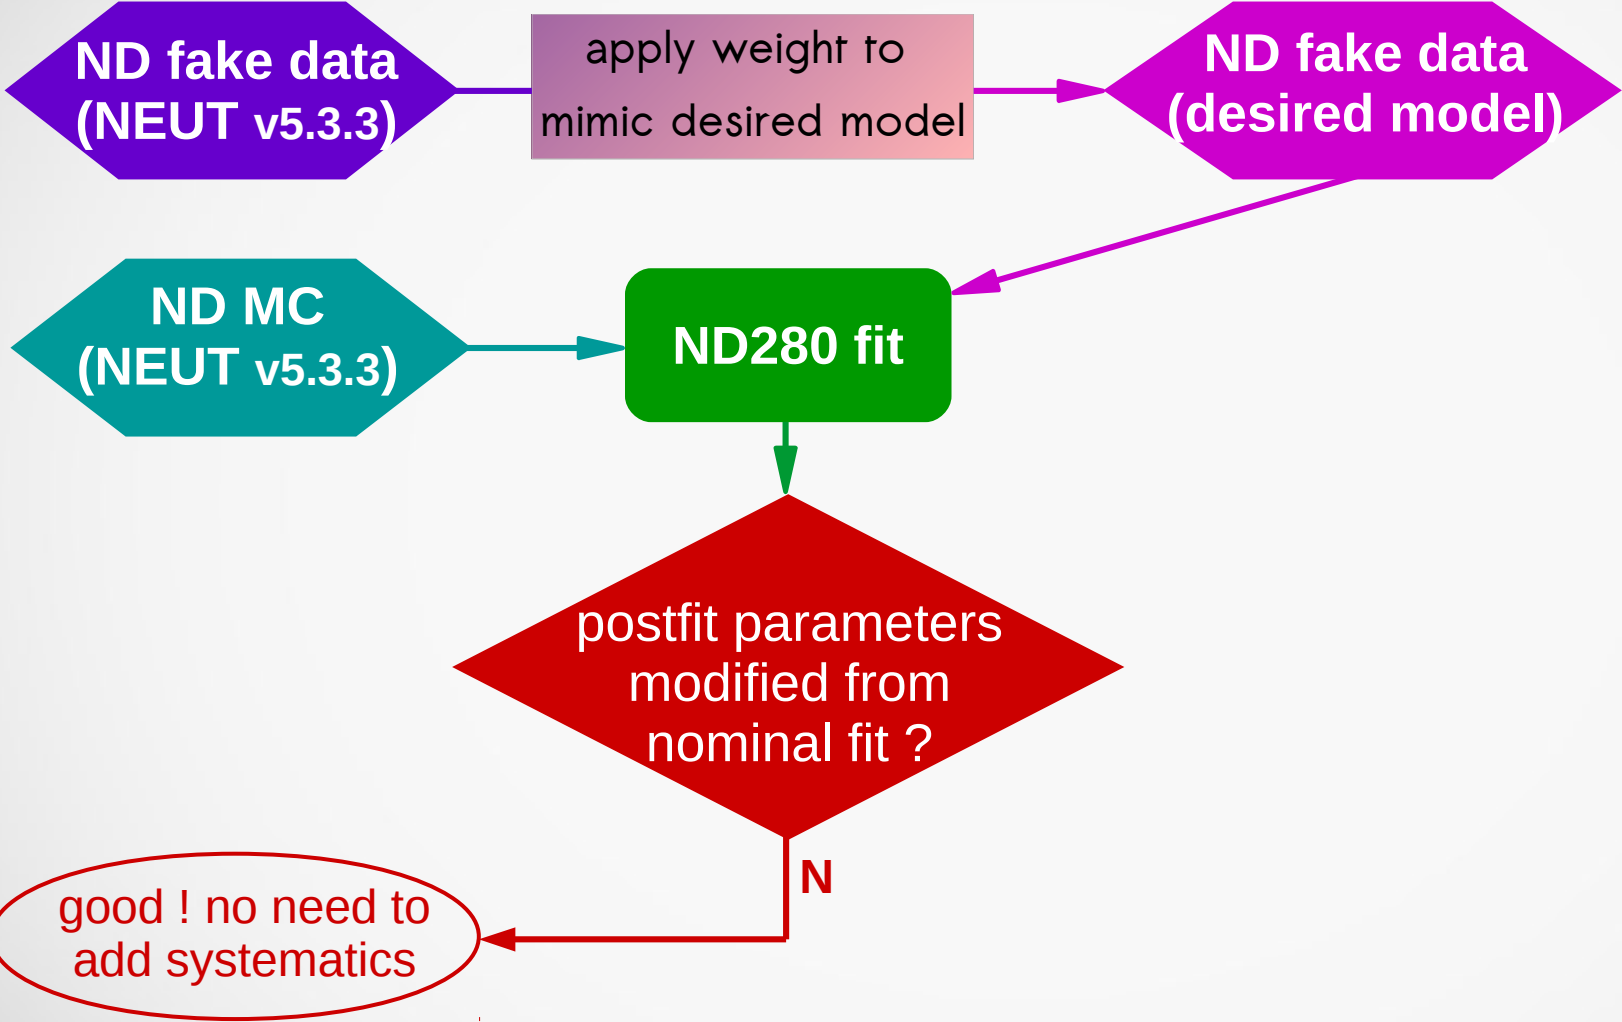 ND fake data
(NEUT v5.3.3)
apply weight to
mimic desired model
ND fake data
(desired model)
ND MC
(NEUT v5.3.3)
ND280 fit
postfit parameters
modified from
nominal fit ?
N
good ! no need to
add systematics